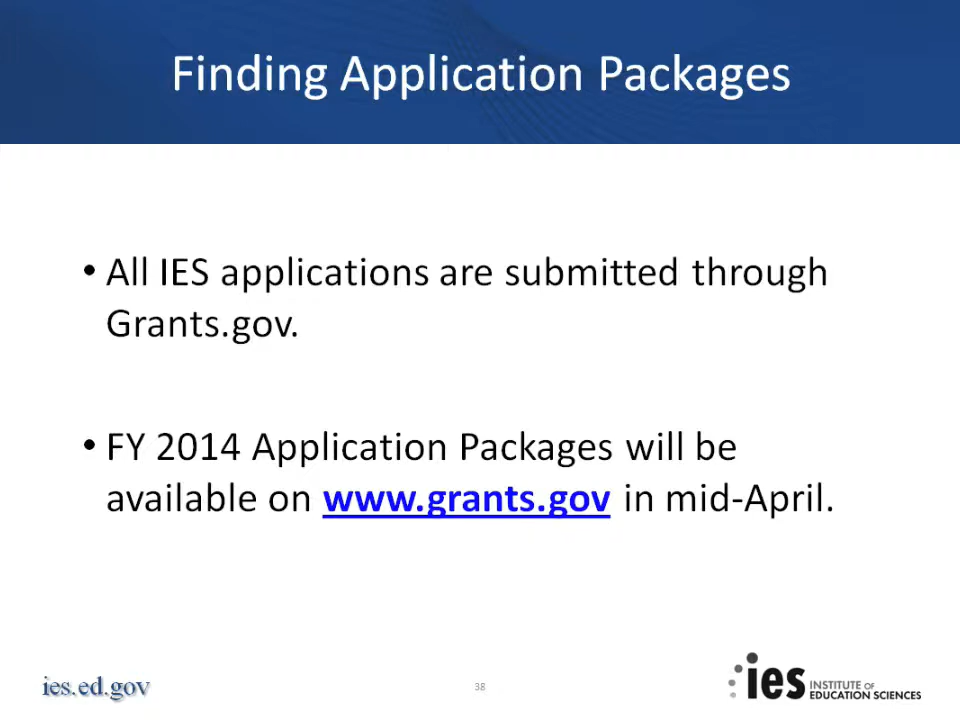 Finding Application Packages
• All IES applications are submitted through
Grants.gov.
• FY 2014 Application Packages will be
available on www.grants.gov in mid-April.
ies.ed.gov
38
ies INSTITUTE OF
EDUCATION SCIENCES